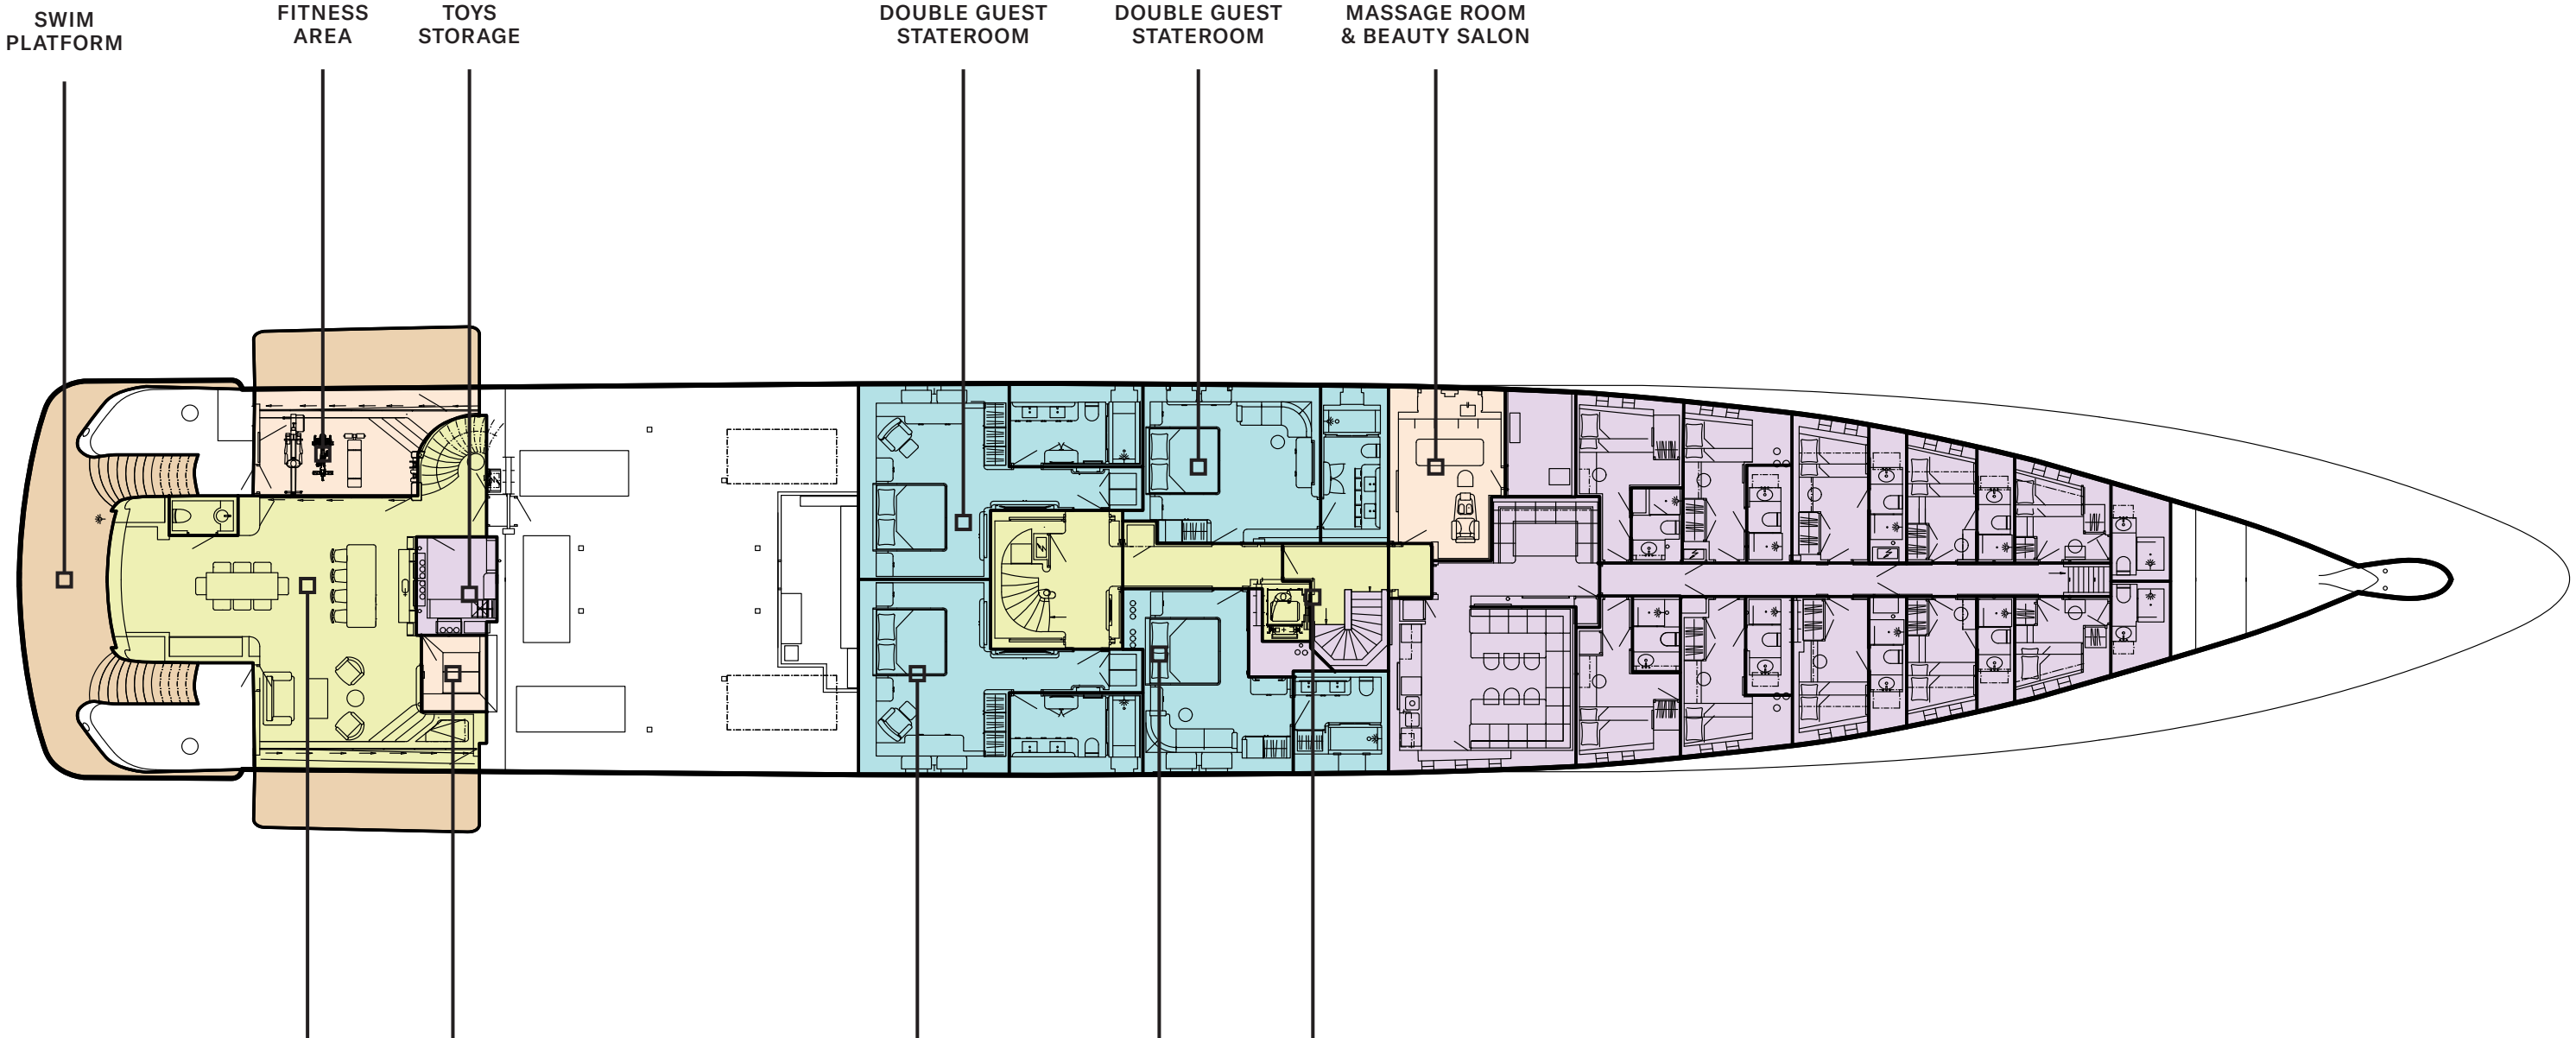 SWIM
PLATFORM
FITNESS
AREA
TOYS
STORAGE
DOUBLE GUEST
STATEROOM
DOUBLE GUEST
STATEROOM
MASSAGE ROOM
& BEAUTY SALON